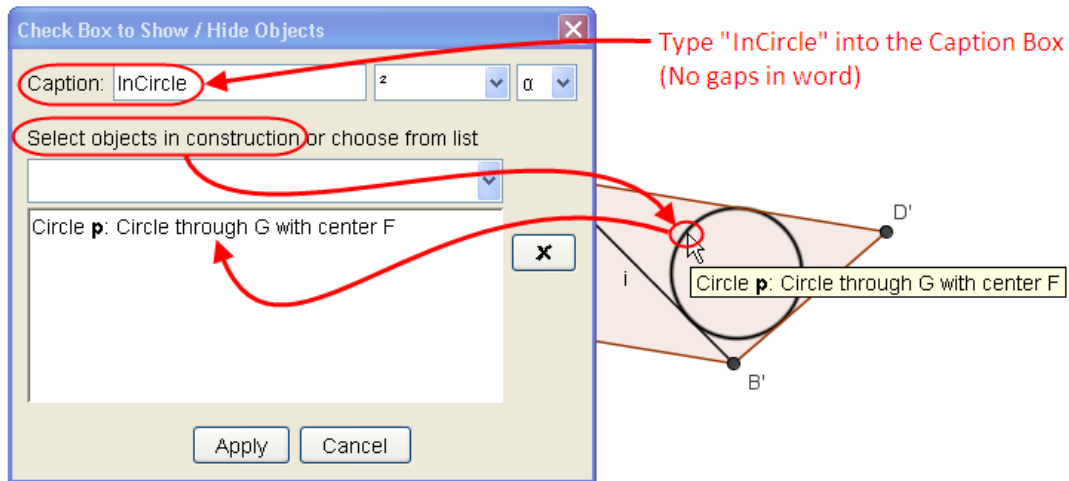 Check Box to Show / Hide Objects
Type "InCircle" into the Caption Box
(No gaps in word)
Caption: InCircle ² α
Select objects in construction or choose from list
Circle p: Circle through G with center F
x
D'
i
Circle p: Circle through G with center F
B'
Apply Cancel